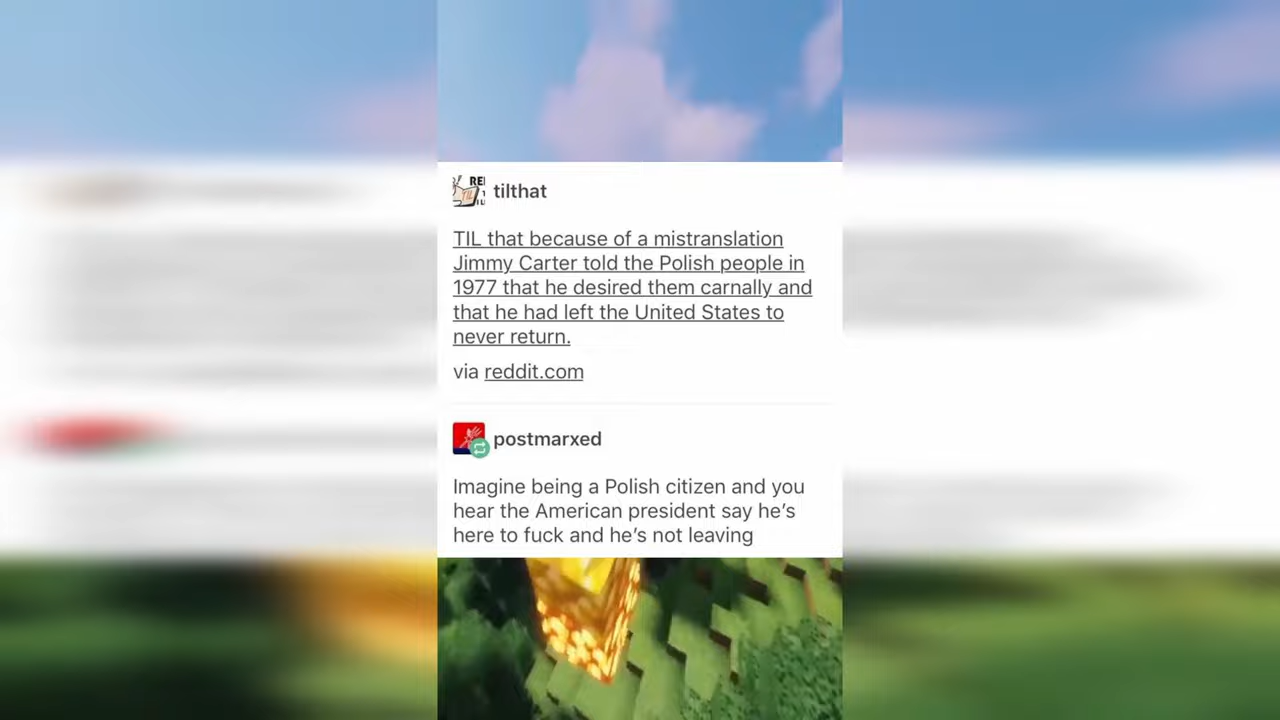 tilthat
TIL that because of a mistranslation
Jimmy Carter told the Polish people in
1977 that he desired them carnally and
that he had left the United States to
never return.
via reddit.com
postmarxed
Imagine being a Polish citizen and you
hear the American president say he's
here to fuck and he's not leaving